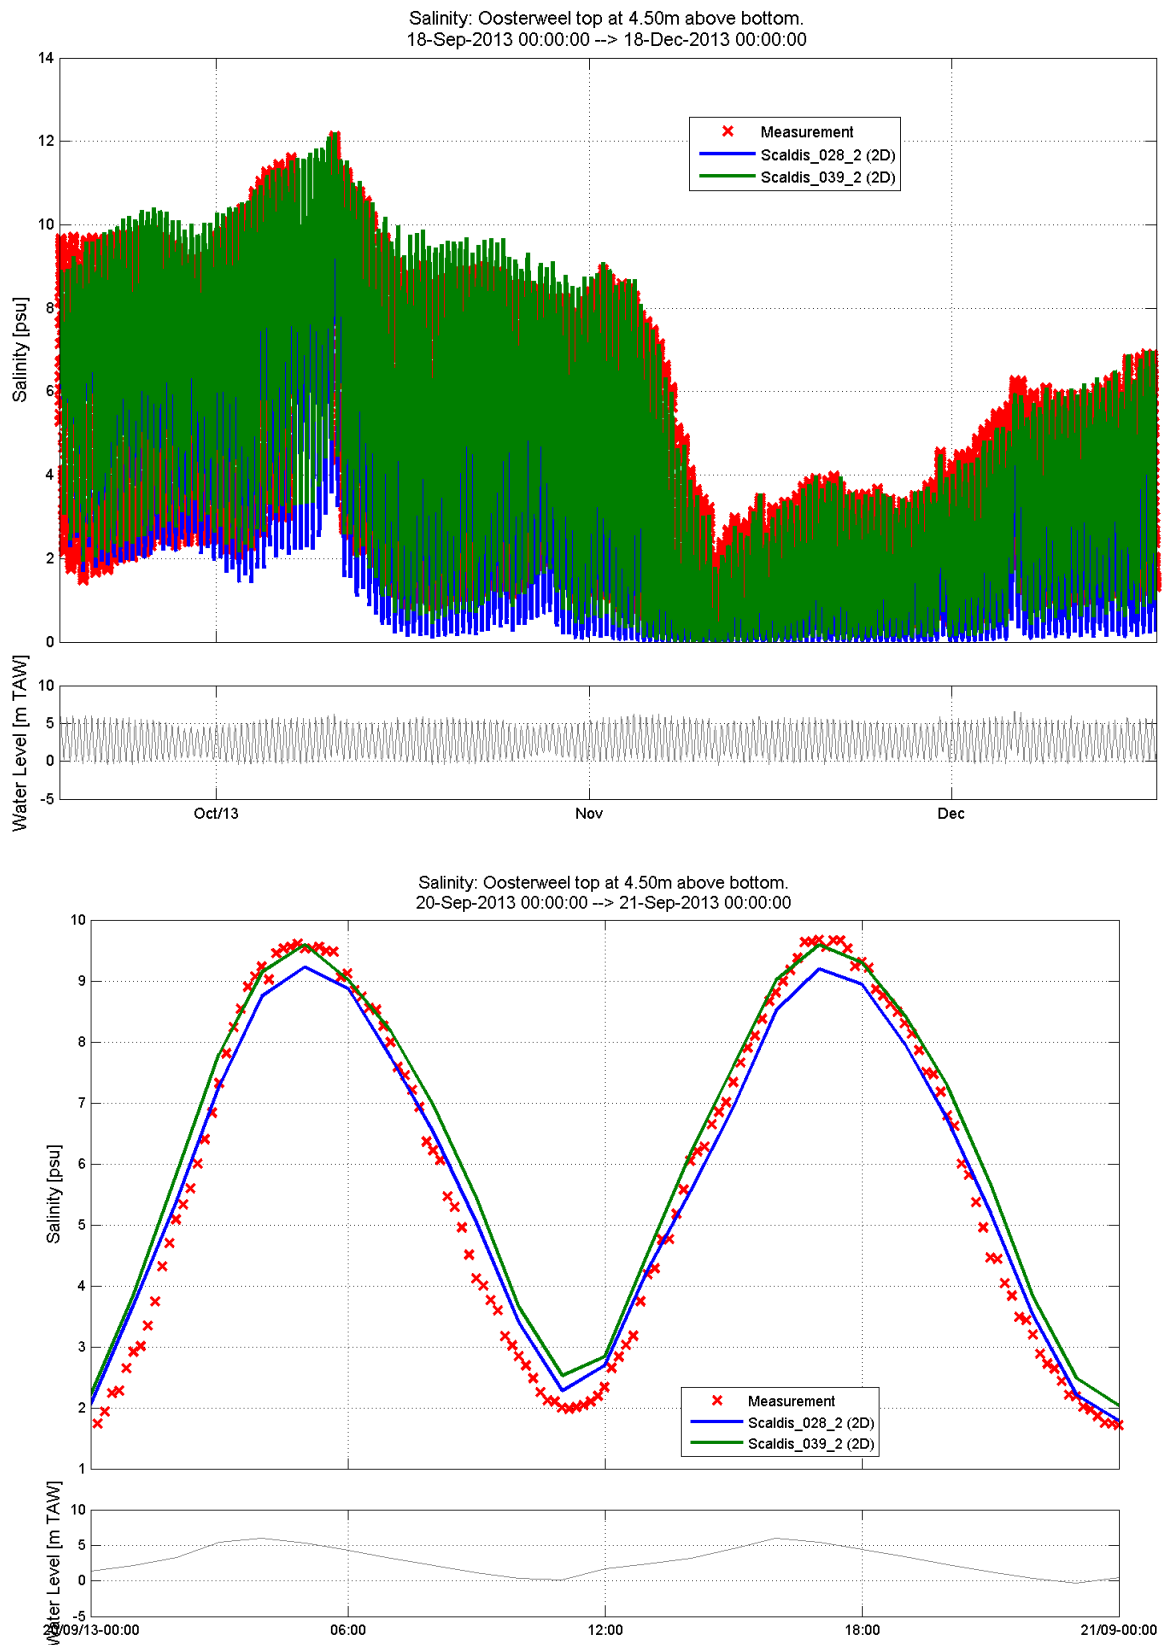 Salinity: Oosterweel top at 4.50m above bottom.
18-Sep-2013 00:00:00 --> 18-Dec-2013 00:00:00
14
12
10
8
6
4
2
0
Salinity [psu]
Measurement
Scaldis_028_2 (2D)
Scaldis_039_2 (2D)
10
5
0
-5
Water Level [m TAW]
Oct/13
Nov
Dec
Salinity: Oosterweel top at 4.50m above bottom.
20-Sep-2013 00:00:00 --> 21-Sep-2013 00:00:00
10
9
8
7
6
5
4
3
2
1
Salinity [psu]
Measurement
Scaldis_028_2 (2D)
Scaldis_039_2 (2D)
10
5
0
-5
Water Level [m TAW]
20/09/13-00:00
06:00
12:00
18:00
21/09-00:00